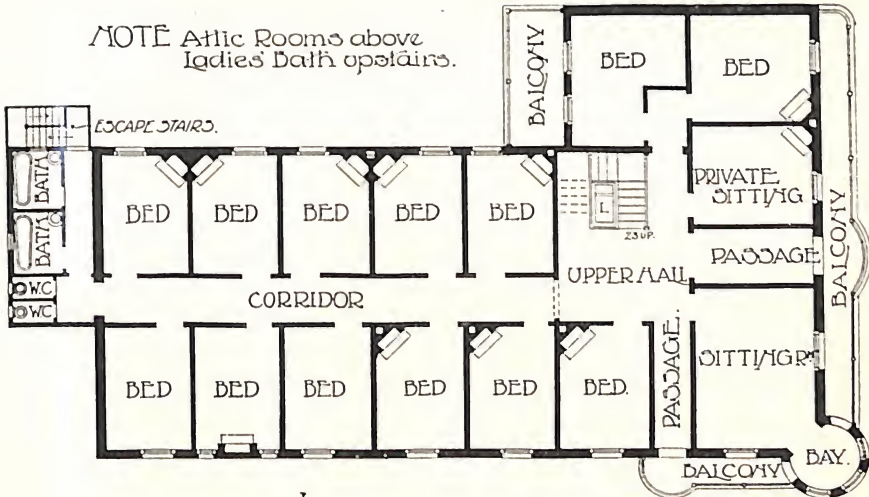 NOTE Attic Rooms above
Ladies' Bath upstairs.
ESCAPE STAIRS.
BALCONY
BED
BED
BATH
BATH
BED
BED
BED
BED
BED
L
23 UP.
PRIVATE
SITTING
PASSAGE
BALCONY
W.C
WC
CORRIDOR
UPPER HALL
PASSAGE.
SITTING RM
BED
BED
BED
BED
BED
BED.
BALCONY
BAY.